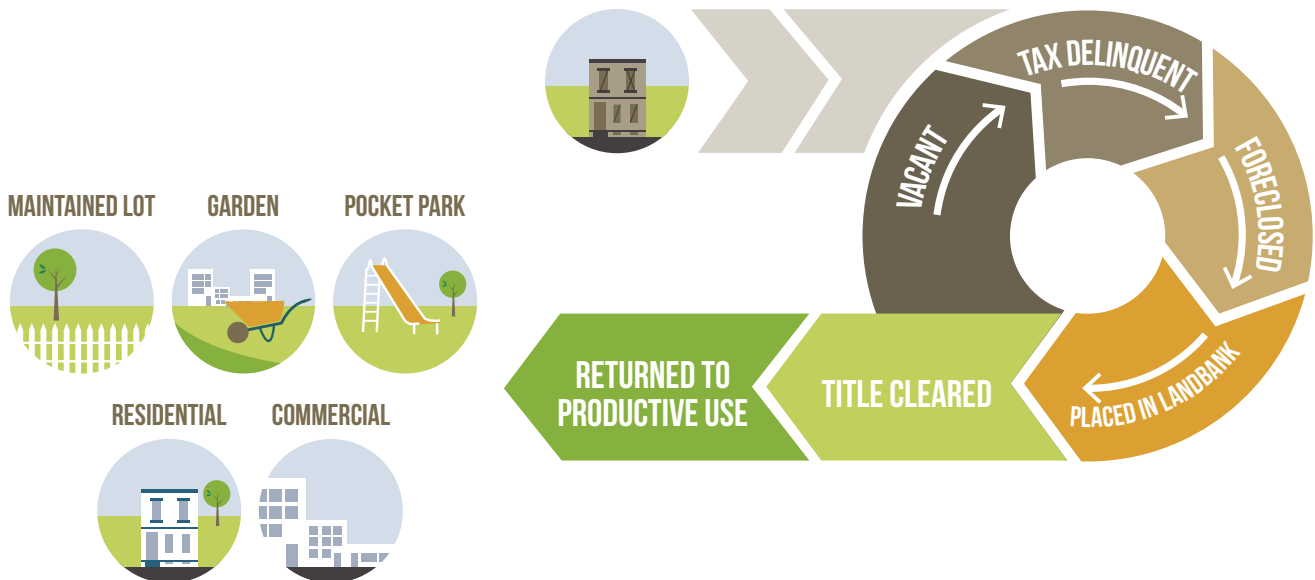 TAX DELINQUENT
VACANT
FORECLOSED
MAINTAINED LOT
GARDEN
POCKET PARK
PLACED IN LANDBANK
TITLE CLEARED
RETURNED TO
PRODUCTIVE USE
RESIDENTIAL
COMMERCIAL